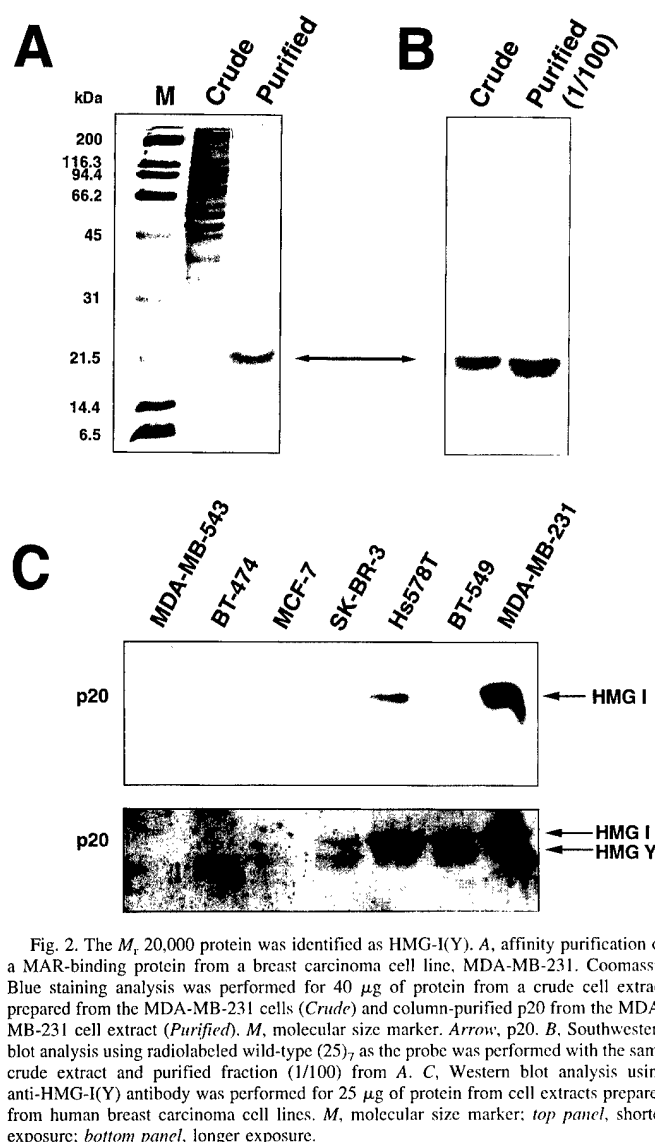 A
B
kDa
M
Crude
Purified
Crude
Purified
(1/100)
200
116.3
94.4
66.2
45
31
21.5
14.4
6.5
C
MDA-MB-543
BT-474
MCF-7
SK-BR-3
Hs578T
BT-549
MDA-MB-231
p20
HMG I
p20
HMG I
HMG Y
Fig. 2. The Mr 20,000 protein was identified as HMG-I(Y). A, affinity purification
a MAR-binding protein from a breast carcinoma cell line, MDA-MB-231. Coomass
Blue staining analysis was performed for 40 μg of protein from a crude cell extrac
prepared from the MDA-MB-231 cells (Crude) and column-purified p20 from the MDA
MB-231 cell extract (Purified). M, molecular size marker. Arrow, p20. B, Southwester
blot analysis using radiolabeled wild-type (25)7 as the probe was performed with the sam
crude extract and purified fraction (1/100) from A. C, Western blot analysis usin
anti-HMG-I(Y) antibody was performed for 25 μg of protein from cell extracts prepare
from human breast carcinoma cell lines. M, molecular size marker; top panel, shorte
exposure; bottom panel, longer exposure.